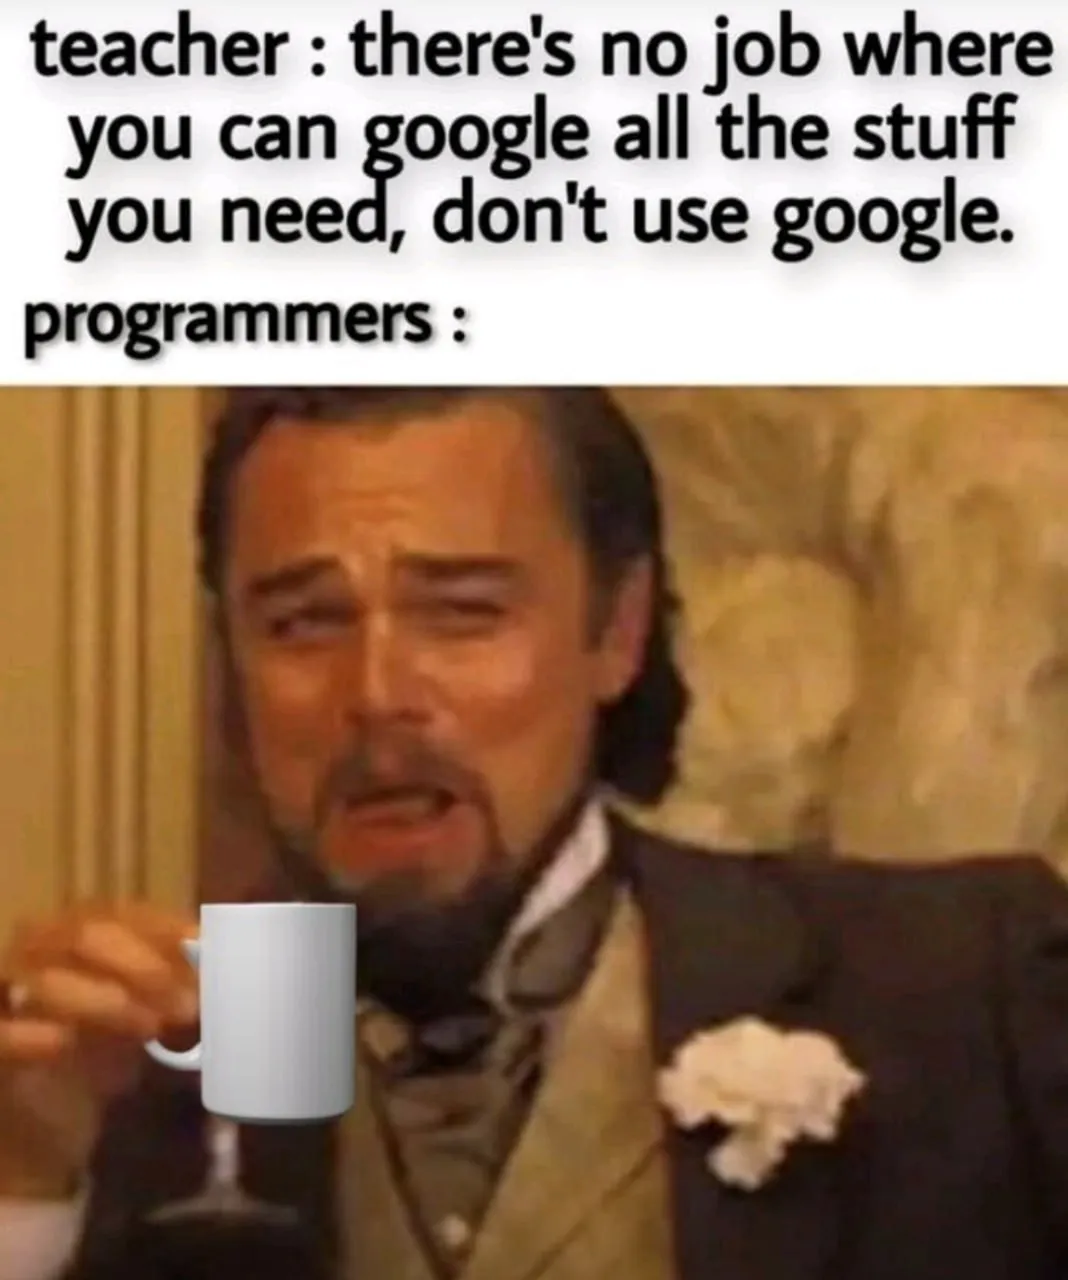 teacher : there's no job where
you can google all the stuff
you need, don't use google.
programmers :